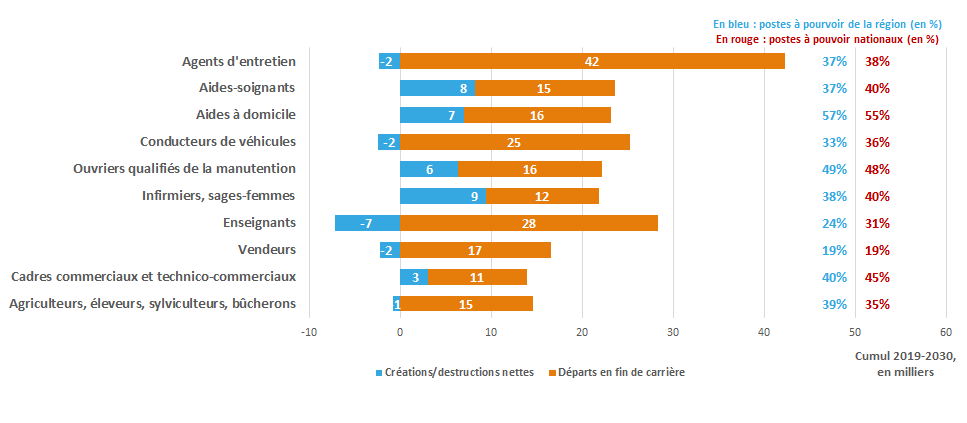 En bleu : postes à pourvoir de la région (en %)
En rouge : postes à pouvoir nationaux (en %)
Agents d'entretien -2 42 37% 38%
Aides-soignants 8 15 37% 40%
Aides à domicile 7 16 57% 55%
Conducteurs de véhicules -2 25 33% 36%
Ouvriers qualifiés de la manutention 6 16 49% 48%
Infirmiers, sages-femmes 9 12 38% 40%
Enseignants -7 28 24% 31%
Vendeurs -2 17 19% 19%
Cadres commerciaux et technico-commerciaux 3 11 40% 45%
Agriculteurs, éleveurs, sylviculteurs, bûcherons 1 15 39% 35%
-10 0 10 20 30 40 50 60
Cumul 2019-2030,
en milliers
Créations/destructions nettes Départs en fin de carrière